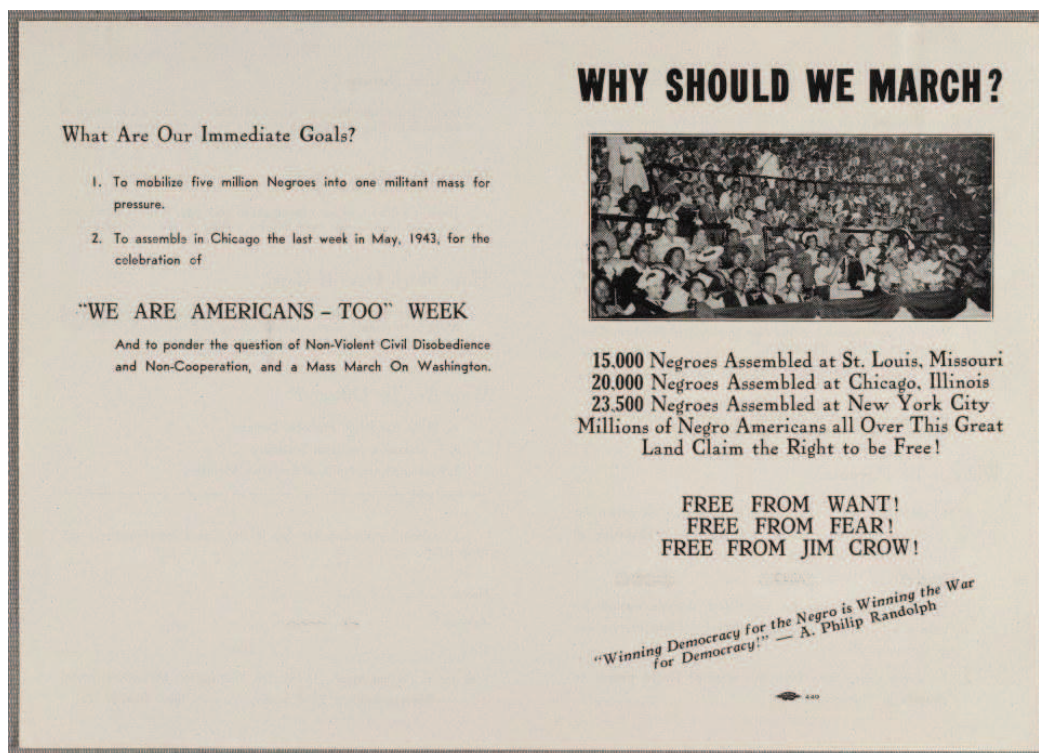 What Are Our Immediate Goals?
1. To mobilize five million Negroes into one militant mass for
pressure.
2. To assemble in Chicago the last week in May, 1943, for the
celebration of
"WE ARE AMERICANS – TOO" WEEK
And to ponder the question of Non-Violent Civil Disobedience
and Non-Cooperation, and a Mass March On Washington.
WHY SHOULD WE MARCH?
15,000 Negroes Assembled at St. Louis, Missouri
20,000 Negroes Assembled at Chicago, Illinois
23,500 Negroes Assembled at New York City
Millions of Negro Americans all Over This Great
Land Claim the Right to be Free!
FREE FROM WANT!
FREE FROM FEAR!
FREE FROM JIM CROW!
"Winning Democracy for the Negro is Winning the War
for Democracy!" — A. Philip Randolph
440